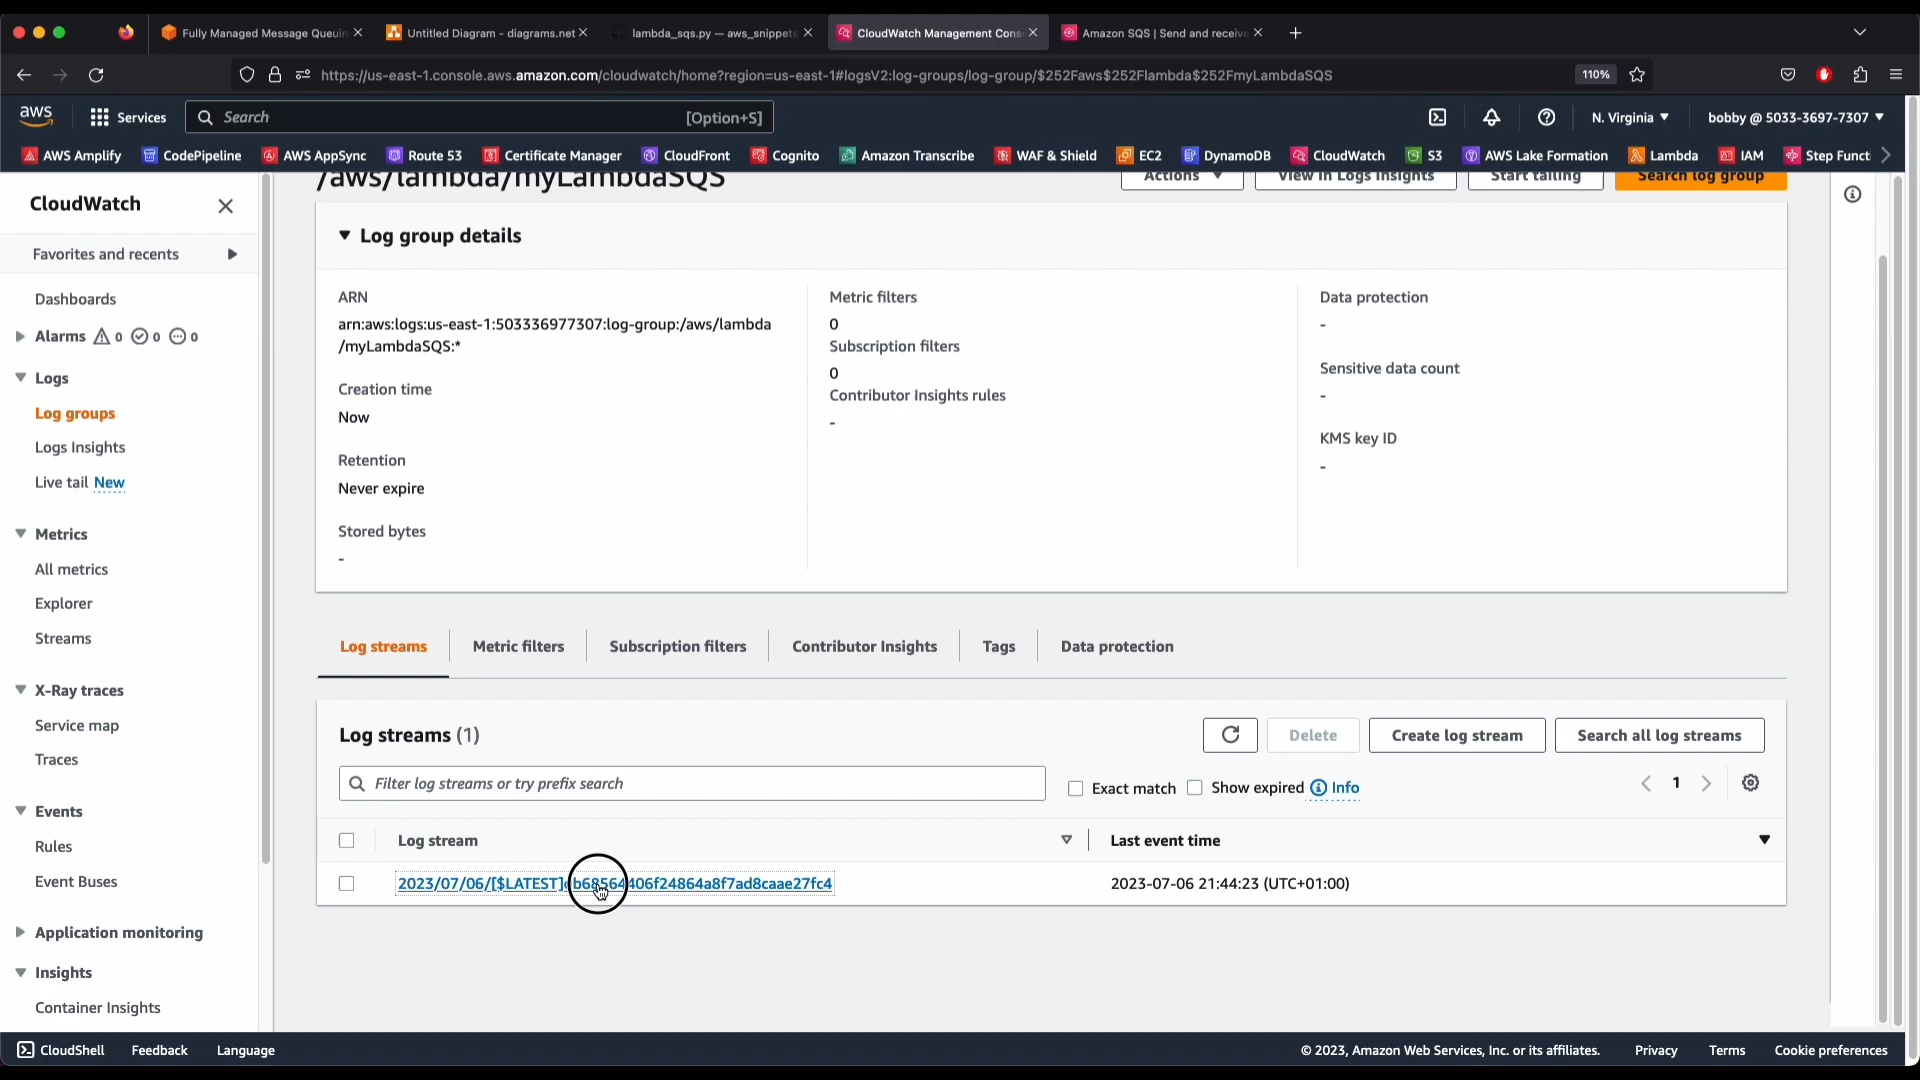 Fully Managed Message Queuin
Untitled Diagram - diagrams.net
lambda_sqs.py — aws_snippets
CloudWatch Management Cons
Amazon SQS | Send and receive
https://us-east-1.console.aws.amazon.com/cloudwatch/home?region=us-east-1#logsV2:log-groups/log-group/$252Faws$252Flambda$252FmyLambdaSQS
110%
aws
Services
Search
[Option+S]
N. Virginia
bobby @ 5033-3697-7307
AWS Amplify
CodePipeline
AWS AppSync
Route 53
Certificate Manager
CloudFront
Cognito
Amazon Transcribe
WAF & Shield
EC2
DynamoDB
CloudWatch
S3
AWS Lake Formation
Lambda
IAM
Step Funct
CloudWatch
Favorites and recents
Dashboards
Alarms 0 0 0
Logs
Log groups
Logs Insights
Live tail New
Metrics
All metrics
Explorer
Streams
X-Ray traces
Service map
Traces
Events
Rules
Event Buses
Application monitoring
Insights
Container Insights
/aws/lambda/myLambdaSQS
Actions
View in Logs Insights
Start tailing
Search log group
Log group details
ARN
arn:aws:logs:us-east-1:503336977307:log-group:/aws/lambda
/myLambdaSQS:*
Creation time
Now
Retention
Never expire
Stored bytes
-
Metric filters
0
Subscription filters
0
Contributor Insights rules
-
Data protection
-
Sensitive data count
-
KMS key ID
-
Log streams
Metric filters
Subscription filters
Contributor Insights
Tags
Data protection
Log streams (1)
Delete
Create log stream
Search all log streams
Filter log streams or try prefix search
Exact match
Show expired
Info
1
Log stream
Last event time
2023-07-06 21:44:23 (UTC+01:00)
CloudShell
Feedback
Language
© 2023, Amazon Web Services, Inc. or its affiliates.
Privacy
Terms
Cookie preferences